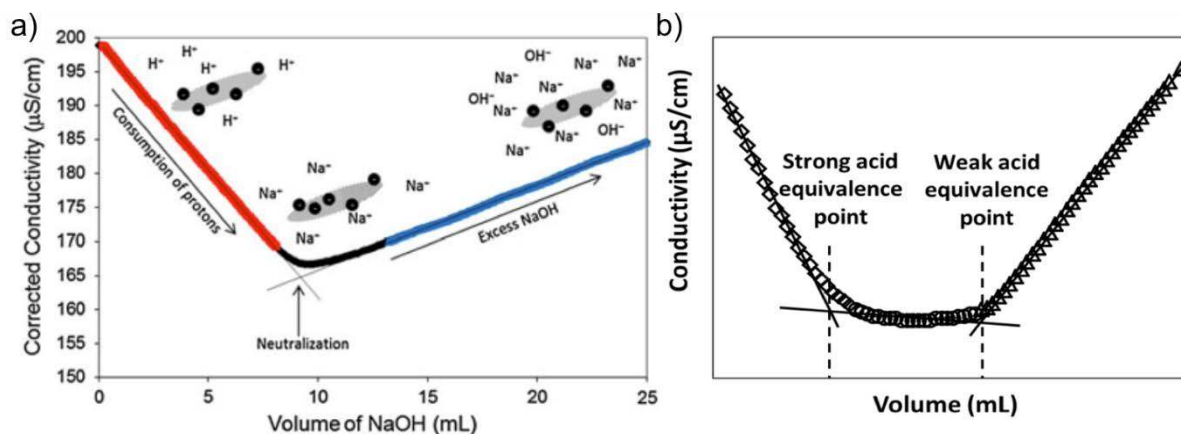 a)
Corrected Conductivity (µS/cm)
200
195
190
185
180
175
170
165
160
155
150
H⁺
H⁺
H⁺
H⁺
H⁺
Consumption of protons
Na⁺
Na⁺
Na⁺
Na⁺
Na⁺
Neutralization
OH⁻
Na⁺
Na⁺
Na⁺
Na⁺
OH⁻
Na⁺
Na⁺
Na⁺
OH⁻
Na⁺
Na⁺
Excess NaOH
0
5
10
15
20
25
Volume of NaOH (mL)
b)
Conductivity (µS/cm)
Strong acid
equivalence
point
Weak acid
equivalence
point
Volume (mL)